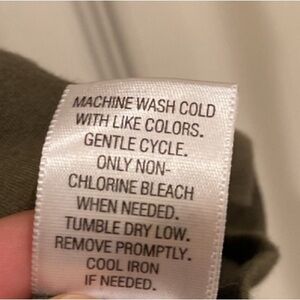 MACHINE WASH COLD
WITH LIKE COLORS.
GENTLE CYCLE.
ONLY NON-
CHLORINE BLEACH
WHEN NEEDED.
TUMBLE DRY LOW.
REMOVE PROMPTLY.
COOL IRON
IF NEEDED.